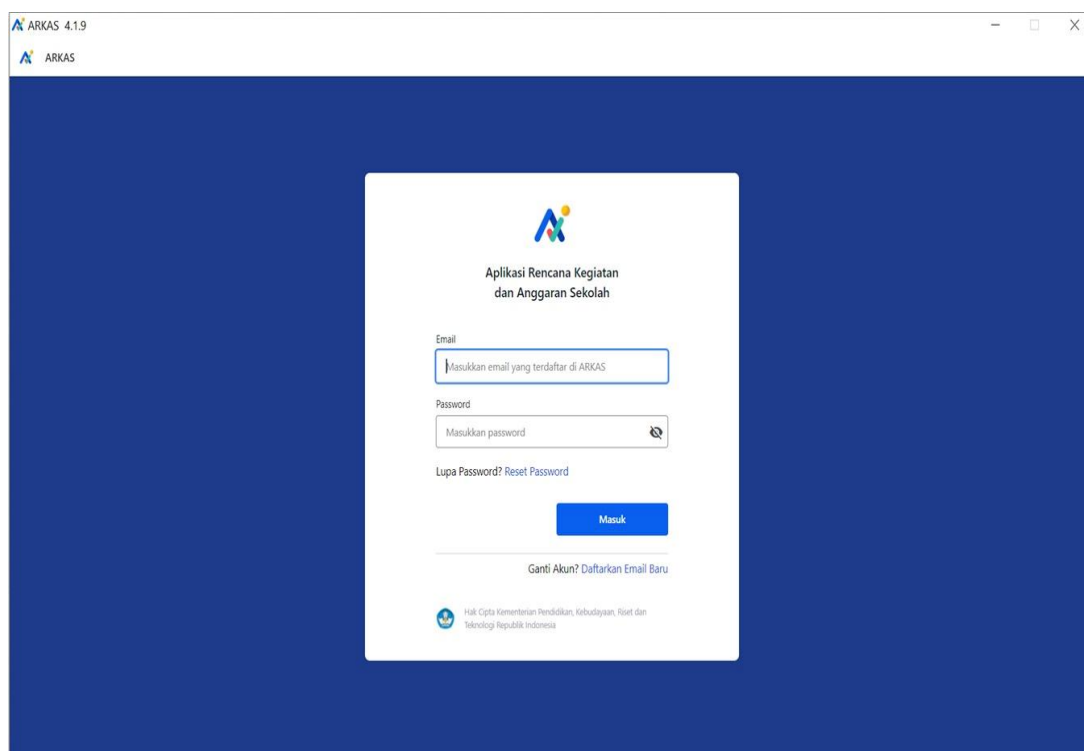 ARKAS 4.1.9
ARKAS
Aplikasi Rencana Kegiatan
dan Anggaran Sekolah
Email
Masukkan email yang terdaftar di ARKAS
Password
Masukkan password
Lupa Password? Reset Password
Masuk
Ganti Akun? Daftarkan Email Baru
Hak Cipta Kementerian Pendidikan, Kebudayaan, Riset dan
Teknologi Republik Indonesia